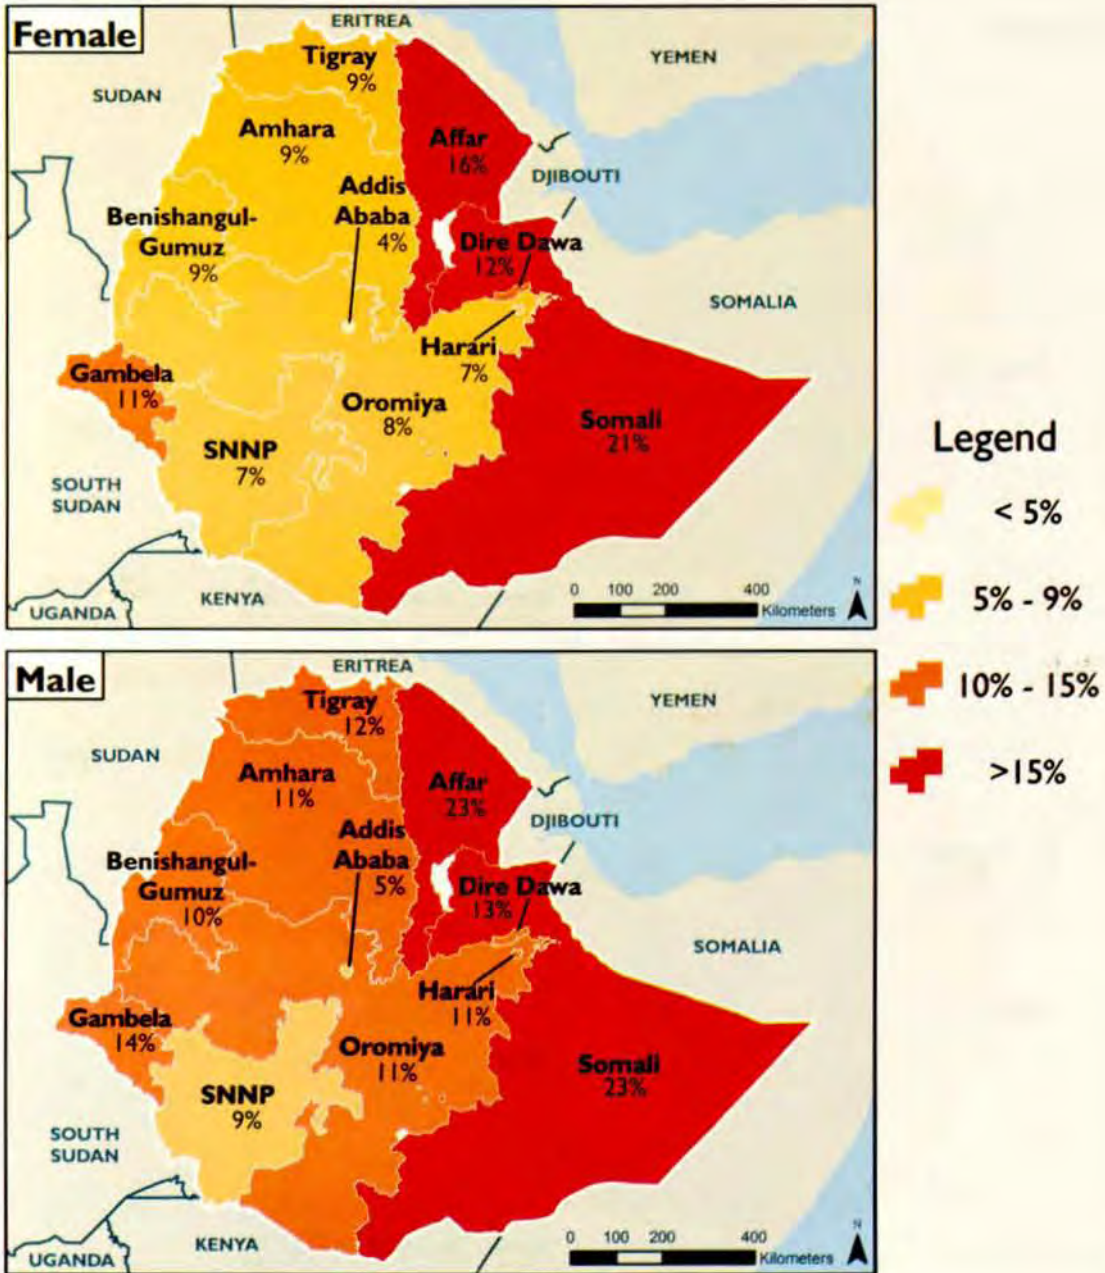 Female
ERITREA
YEMEN
SUDAN
Tigray
9%
Amhara
9%
Affar
16%
DJIBOUTI
Addis
Ababa
4%
Benishangul-
Gumuz
9%
Dire Dawa
12%
SOMALIA
Harari
7%
Gambela
11%
Oromiya
8%
Somali
21%
SNNP
7%
SOUTH
SUDAN
UGANDA
KENYA
0 100 200 400
Kilometers
N
Legend
< 5%
5% - 9%
10% - 15%
>15%
Male
ERITREA
YEMEN
SUDAN
Tigray
12%
Amhara
11%
Affar
23%
DJIBOUTI
Addis
Ababa
5%
Benishangul-
Gumuz
10%
Dire Dawa
13%
SOMALIA
Harari
11%
Gambela
14%
Oromiya
11%
Somali
23%
SNNP
9%
SOUTH
SUDAN
UGANDA
KENYA
0 100 200 400
Kilometers
N